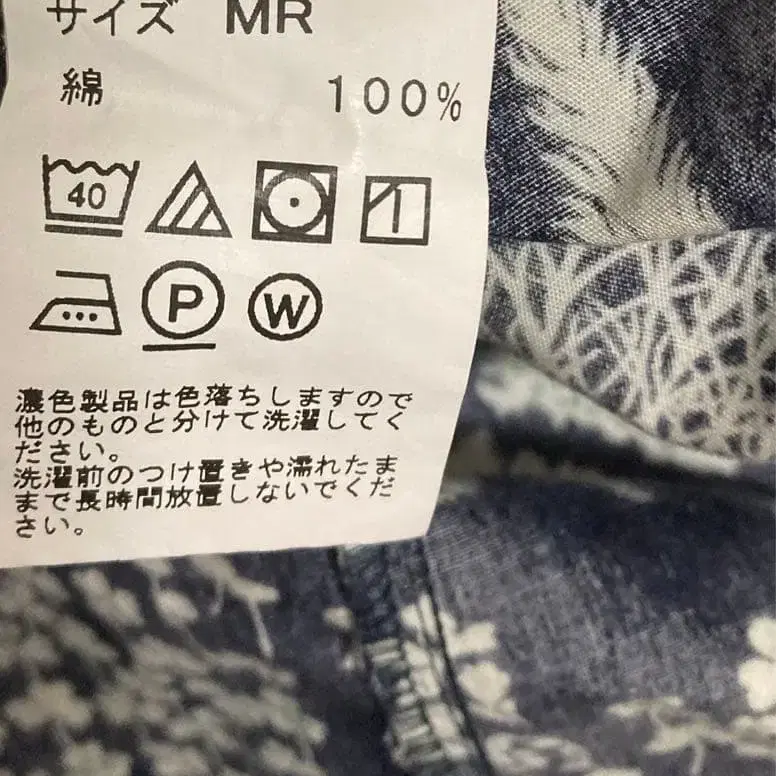 サイズ MR
綿 100%
40
P W
濃色製品は色落ちしますので
他のものと分けて洗濯してく
ださい。
洗濯前のつけ置きや濡れたま
まで長時間放置しないでくだ
さい。